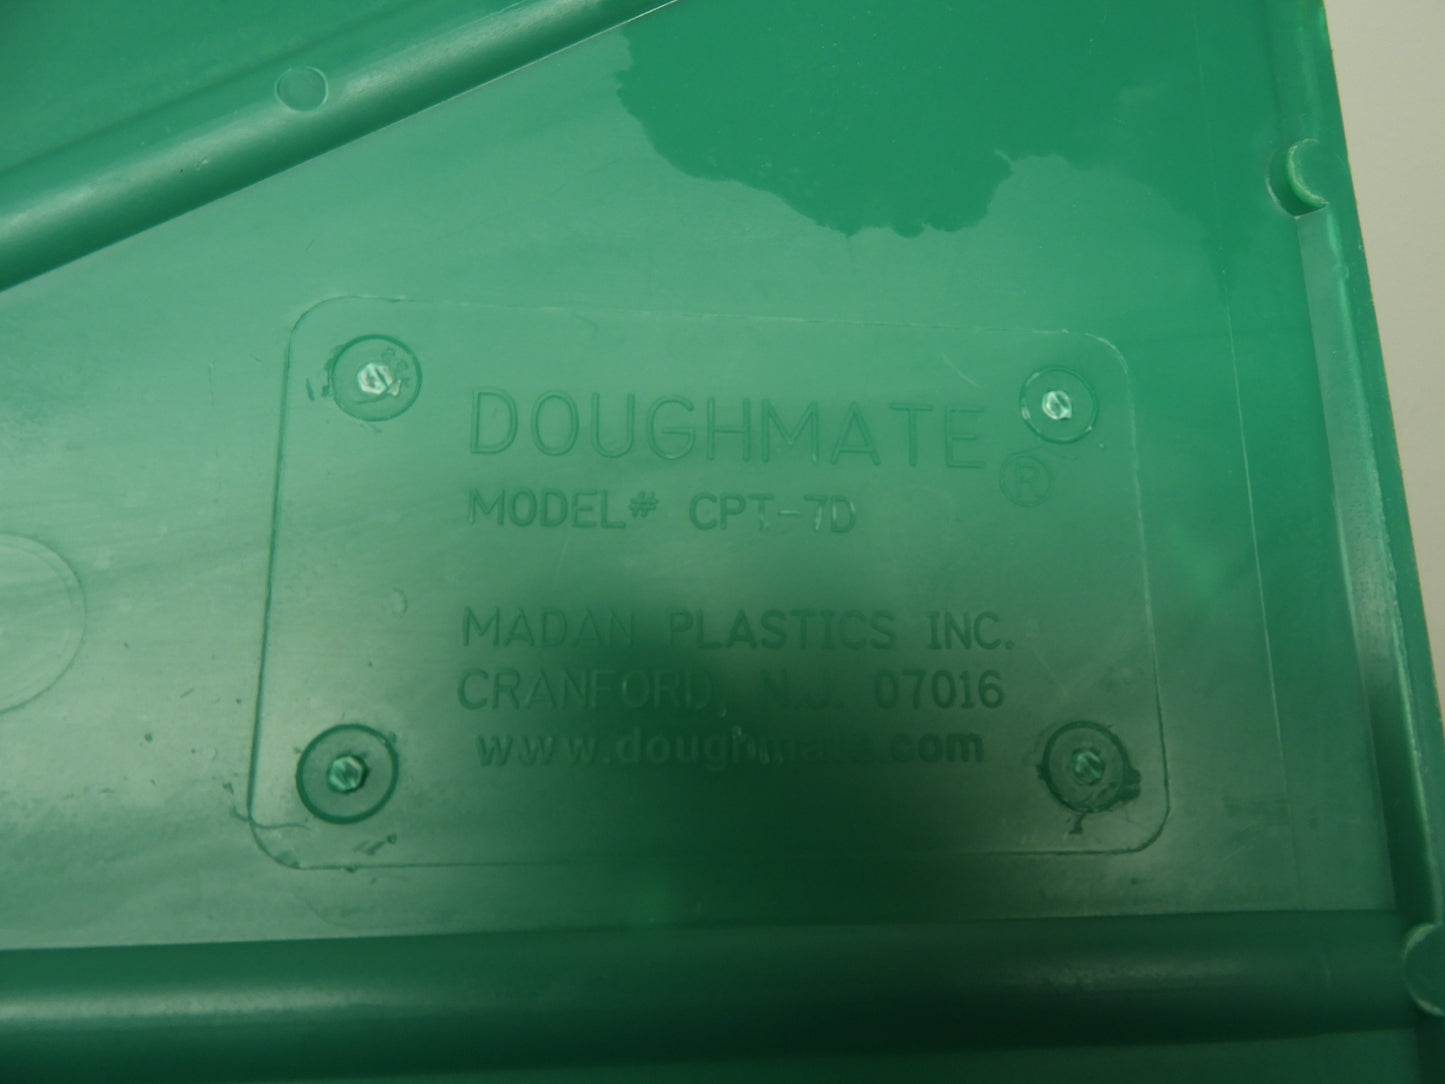 DOUGHMATE ®
MODEL# CPT-7D
MADAN PLASTICS INC.
CRANFORD, N.J. 07016
www.doughmate.com